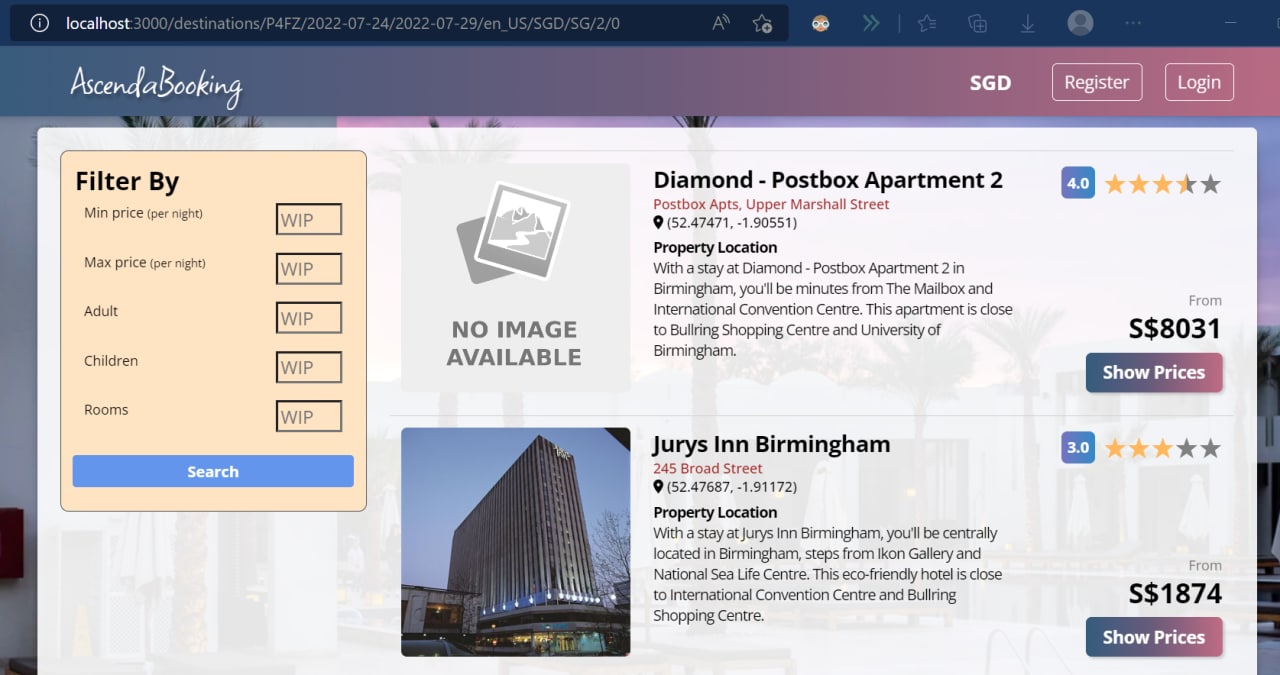 localhost:3000/destinations/P4FZ/2022-07-24/2022-07-29/en_US/SGD/SG/2/0
AscendaBooking
SGD
Register
Login
Filter By
Min price (per night)
WIP
Max price (per night)
WIP
Adult
WIP
Children
WIP
Rooms
WIP
Search
NO IMAGE
AVAILABLE
Diamond - Postbox Apartment 2
4.0
Postbox Apts, Upper Marshall Street
(52.47471, -1.90551)
Property Location
With a stay at Diamond - Postbox Apartment 2 in
Birmingham, you'll be minutes from The Mailbox and
International Convention Centre. This apartment is close
to Bullring Shopping Centre and University of
Birmingham.
From
S$8031
Show Prices
Jurys Inn Birmingham
3.0
245 Broad Street
(52.47687, -1.91172)
Property Location
With a stay at Jurys Inn Birmingham, you'll be centrally
located in Birmingham, steps from Ikon Gallery and
National Sea Life Centre. This eco-friendly hotel is close
to International Convention Centre and Bullring
Shopping Centre.
From
S$1874
Show Prices